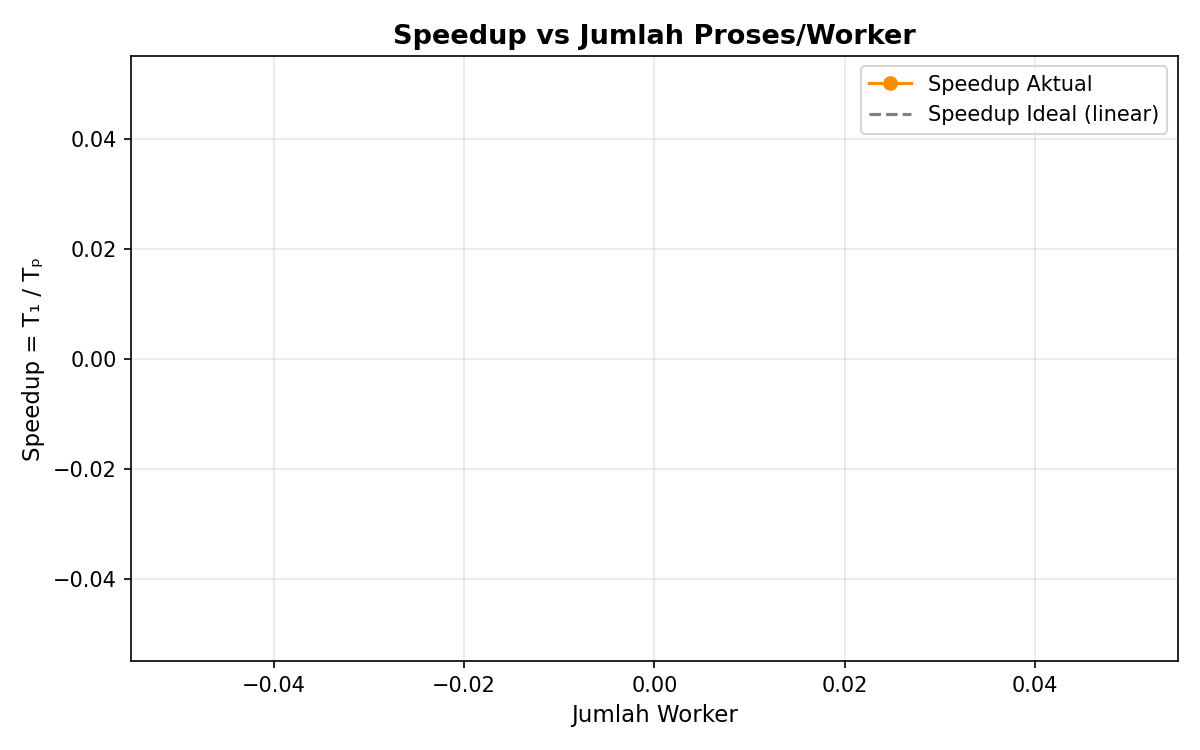 Speedup vs Jumlah Proses/Worker
Speedup Aktual
Speedup Ideal (linear)
Speedup = T₁ / Tₚ
0.04
0.02
0.00
−0.02
−0.04
−0.04
−0.02
0.00
0.02
0.04
Jumlah Worker